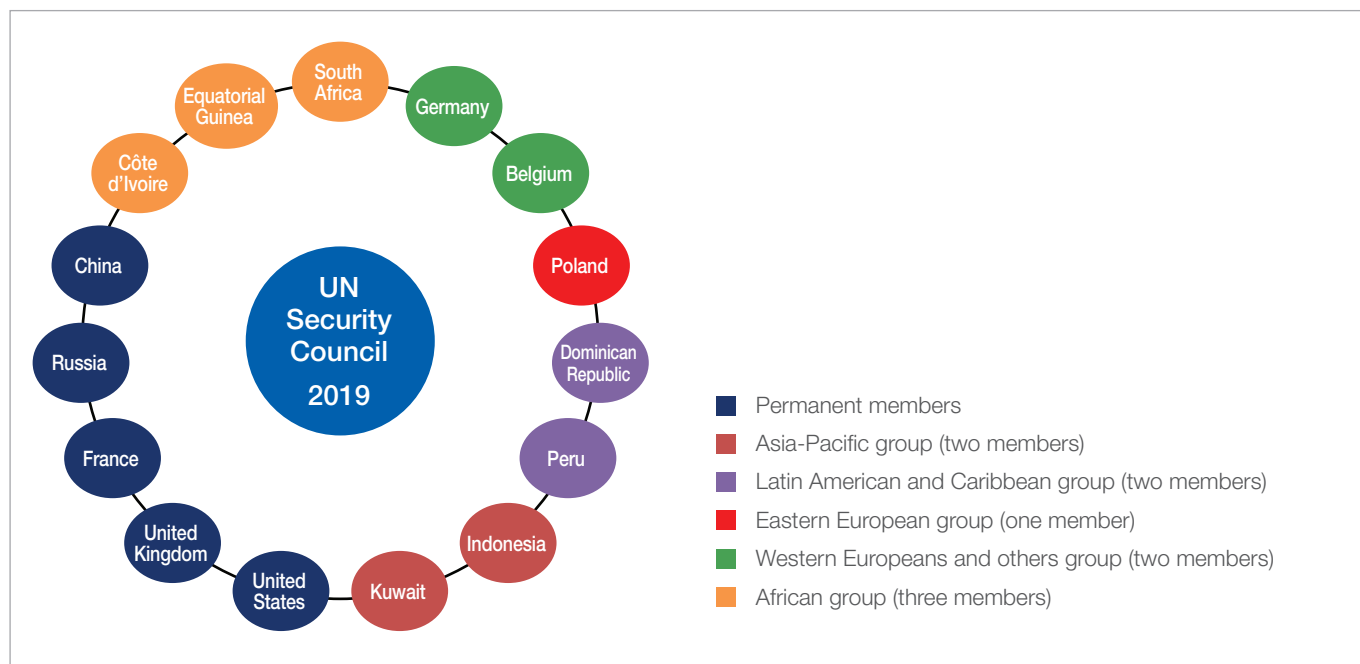 South
Africa
Germany
Belgium
Poland
Dominican
Republic
Peru
Indonesia
Kuwait
United
States
United
Kingdom
France
Russia
China
Côte
d'Ivoire
Equatorial
Guinea
UN
Security
Council
2019
Permanent members
Asia-Pacific group (two members)
Latin American and Caribbean group (two members)
Eastern European group (one member)
Western Europeans and others group (two members)
African group (three members)